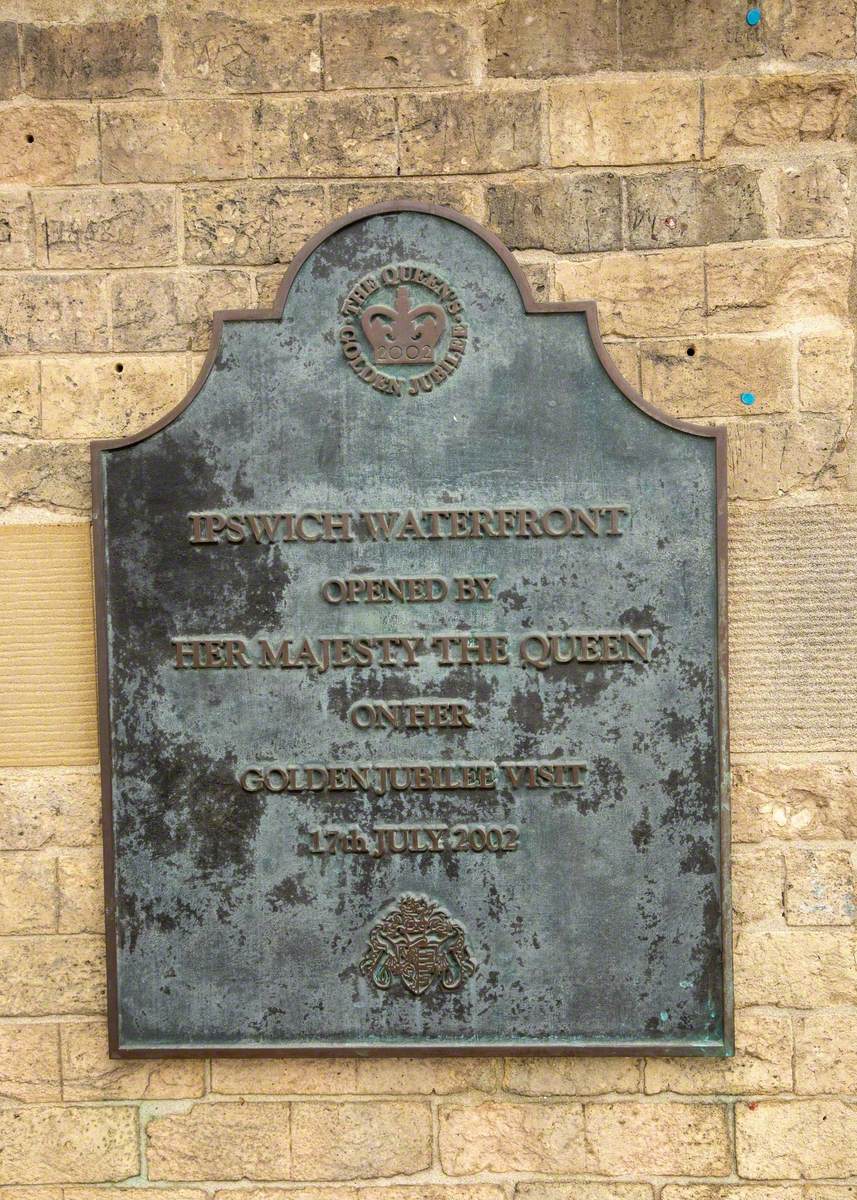 THE QUEEN'S
2002
GOLDEN JUBILEE
IPSWICH WATERFRONT
OPENED BY
HER MAJESTY THE QUEEN
ON HER
GOLDEN JUBILEE VISIT
17th JULY 2002